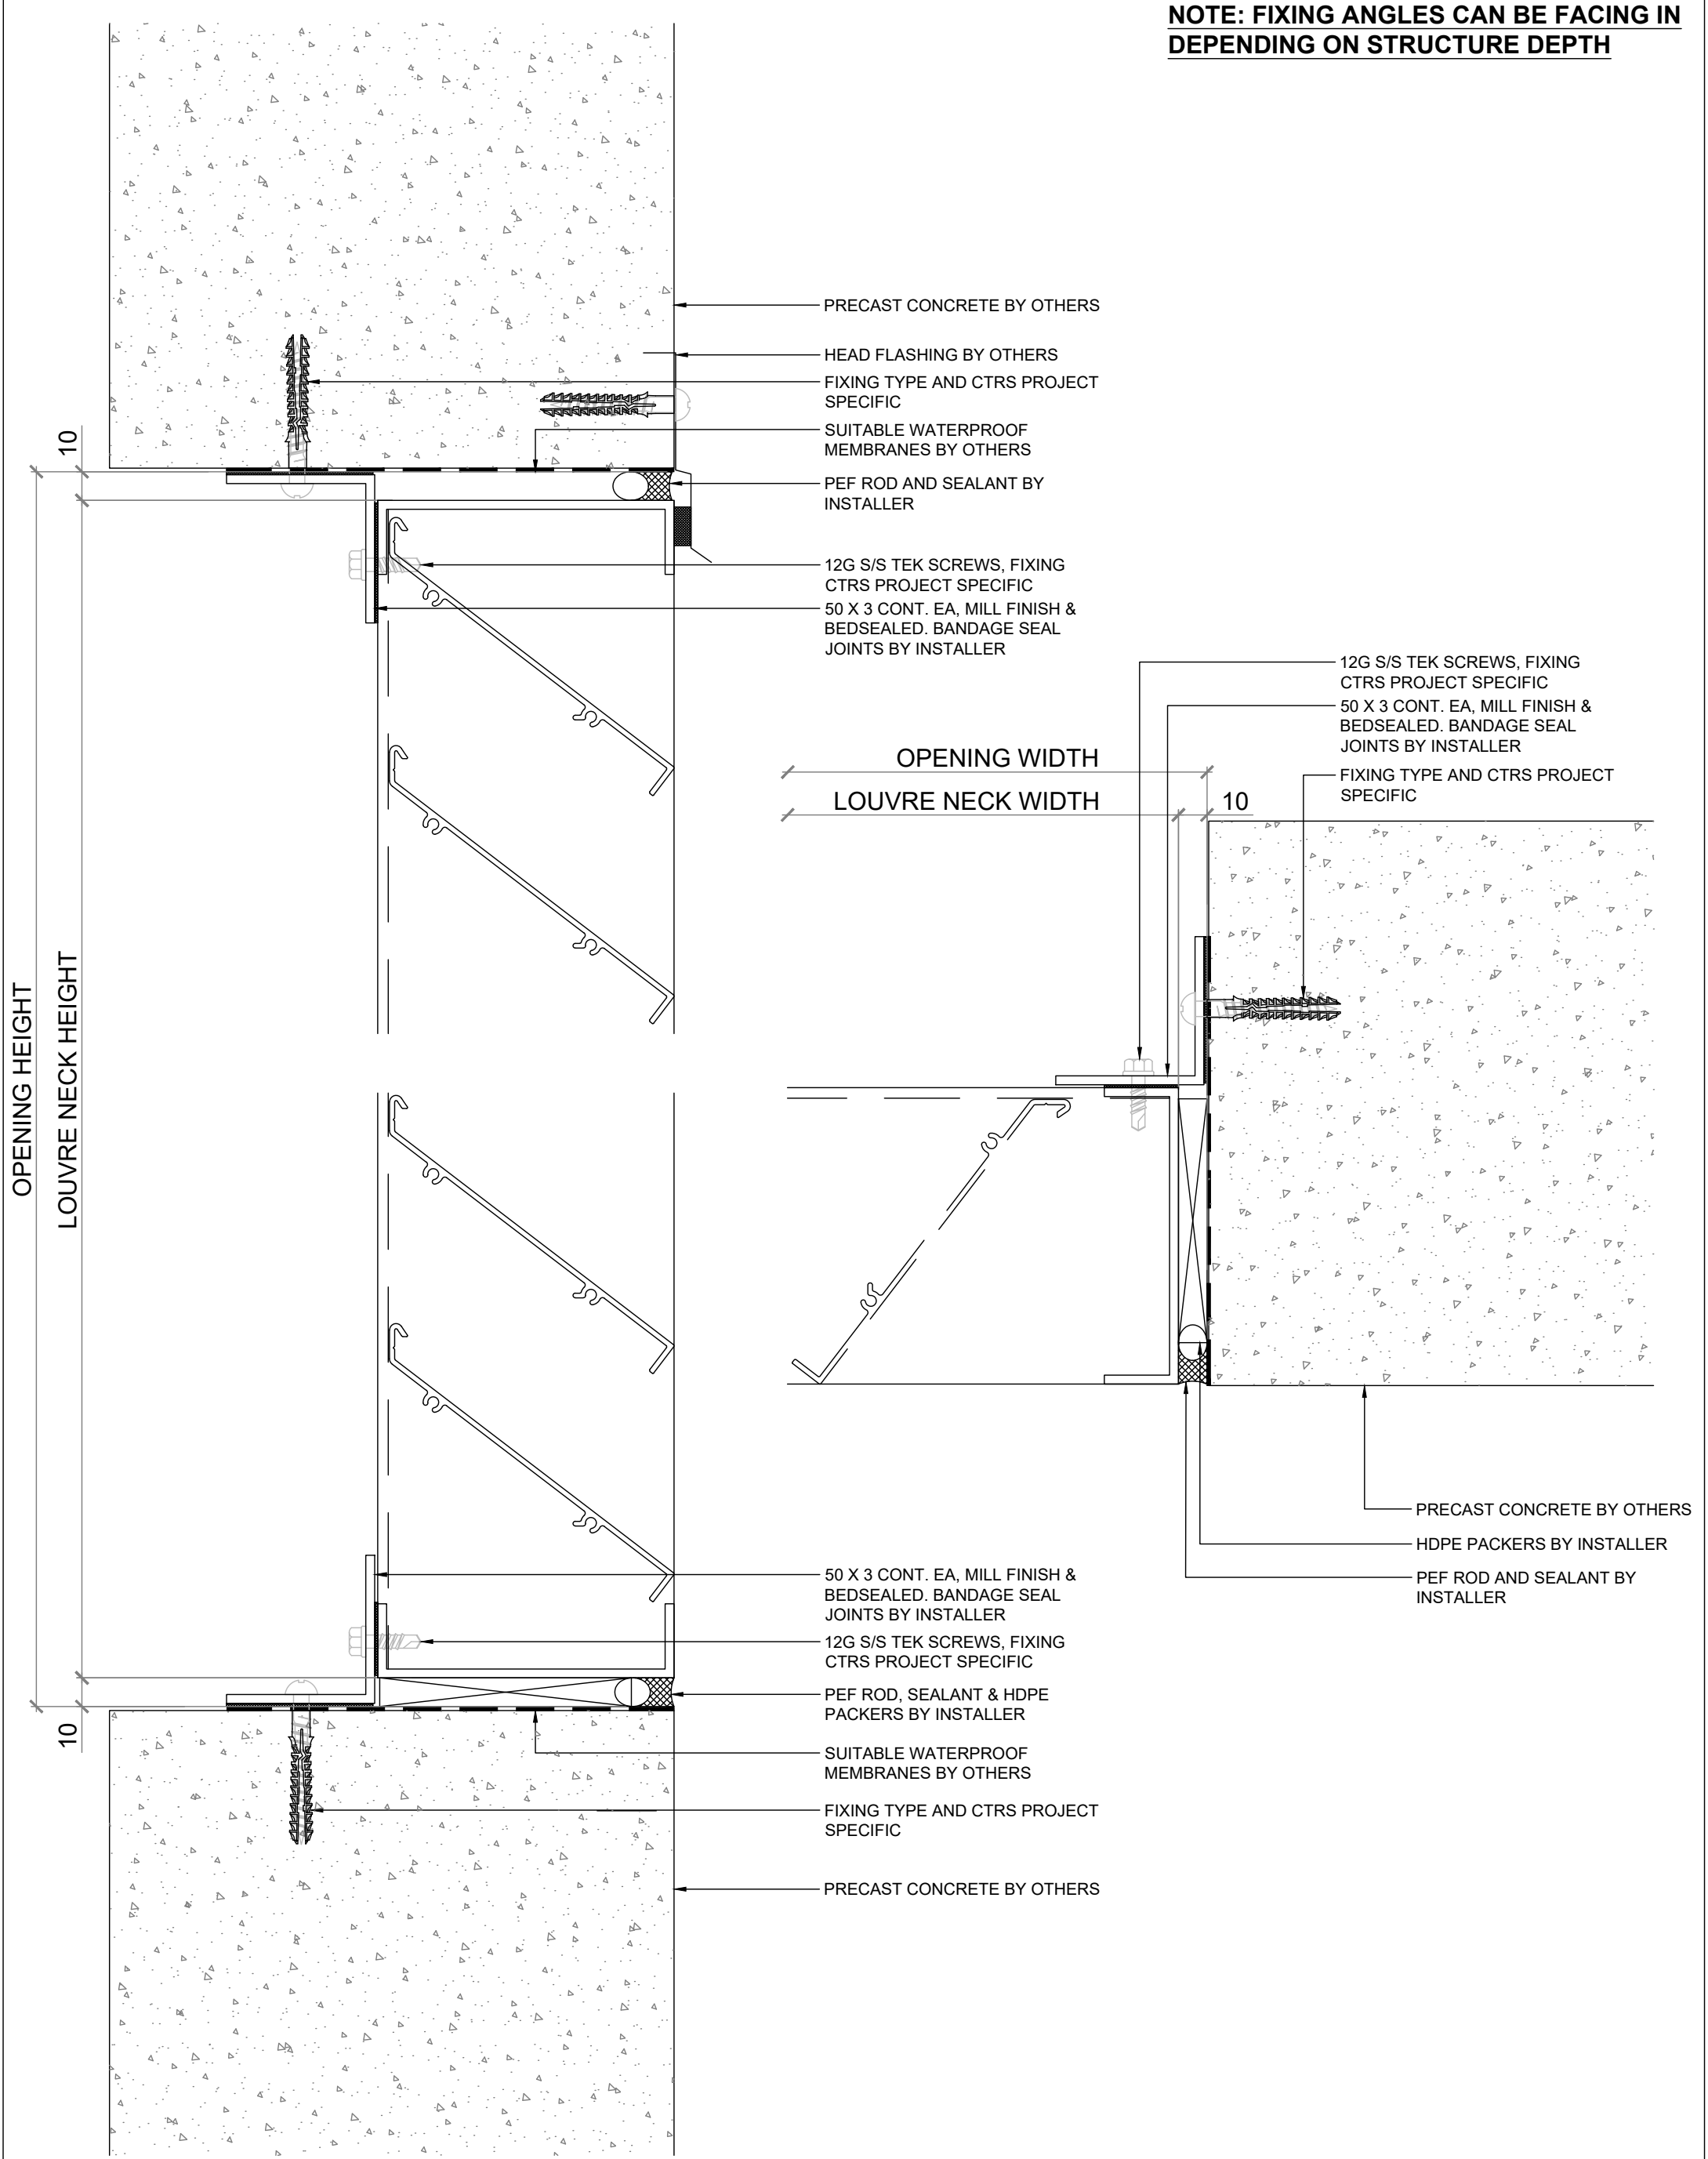 NOTE: FIXING ANGLES CAN BE FACING IN
DEPENDING ON STRUCTURE DEPTH
PRECAST CONCRETE BY OTHERS
HEAD FLASHING BY OTHERS
FIXING TYPE AND CTRS PROJECT
SPECIFIC
SUITABLE WATERPROOF
MEMBRANES BY OTHERS
PEF ROD AND SEALANT BY
INSTALLER
12G S/S TEK SCREWS, FIXING
CTRS PROJECT SPECIFIC
50 X 3 CONT. EA, MILL FINISH &
BEDSEALED. BANDAGE SEAL
JOINTS BY INSTALLER
10
OPENING HEIGHT
LOUVRE NECK HEIGHT
10
50 X 3 CONT. EA, MILL FINISH &
BEDSEALED. BANDAGE SEAL
JOINTS BY INSTALLER
12G S/S TEK SCREWS, FIXING
CTRS PROJECT SPECIFIC
PEF ROD, SEALANT & HDPE
PACKERS BY INSTALLER
SUITABLE WATERPROOF
MEMBRANES BY OTHERS
FIXING TYPE AND CTRS PROJECT
SPECIFIC
PRECAST CONCRETE BY OTHERS
12G S/S TEK SCREWS, FIXING
CTRS PROJECT SPECIFIC
50 X 3 CONT. EA, MILL FINISH &
BEDSEALED. BANDAGE SEAL
JOINTS BY INSTALLER
FIXING TYPE AND CTRS PROJECT
SPECIFIC
OPENING WIDTH
LOUVRE NECK WIDTH
10
PRECAST CONCRETE BY OTHERS
HDPE PACKERS BY INSTALLER
PEF ROD AND SEALANT BY
INSTALLER